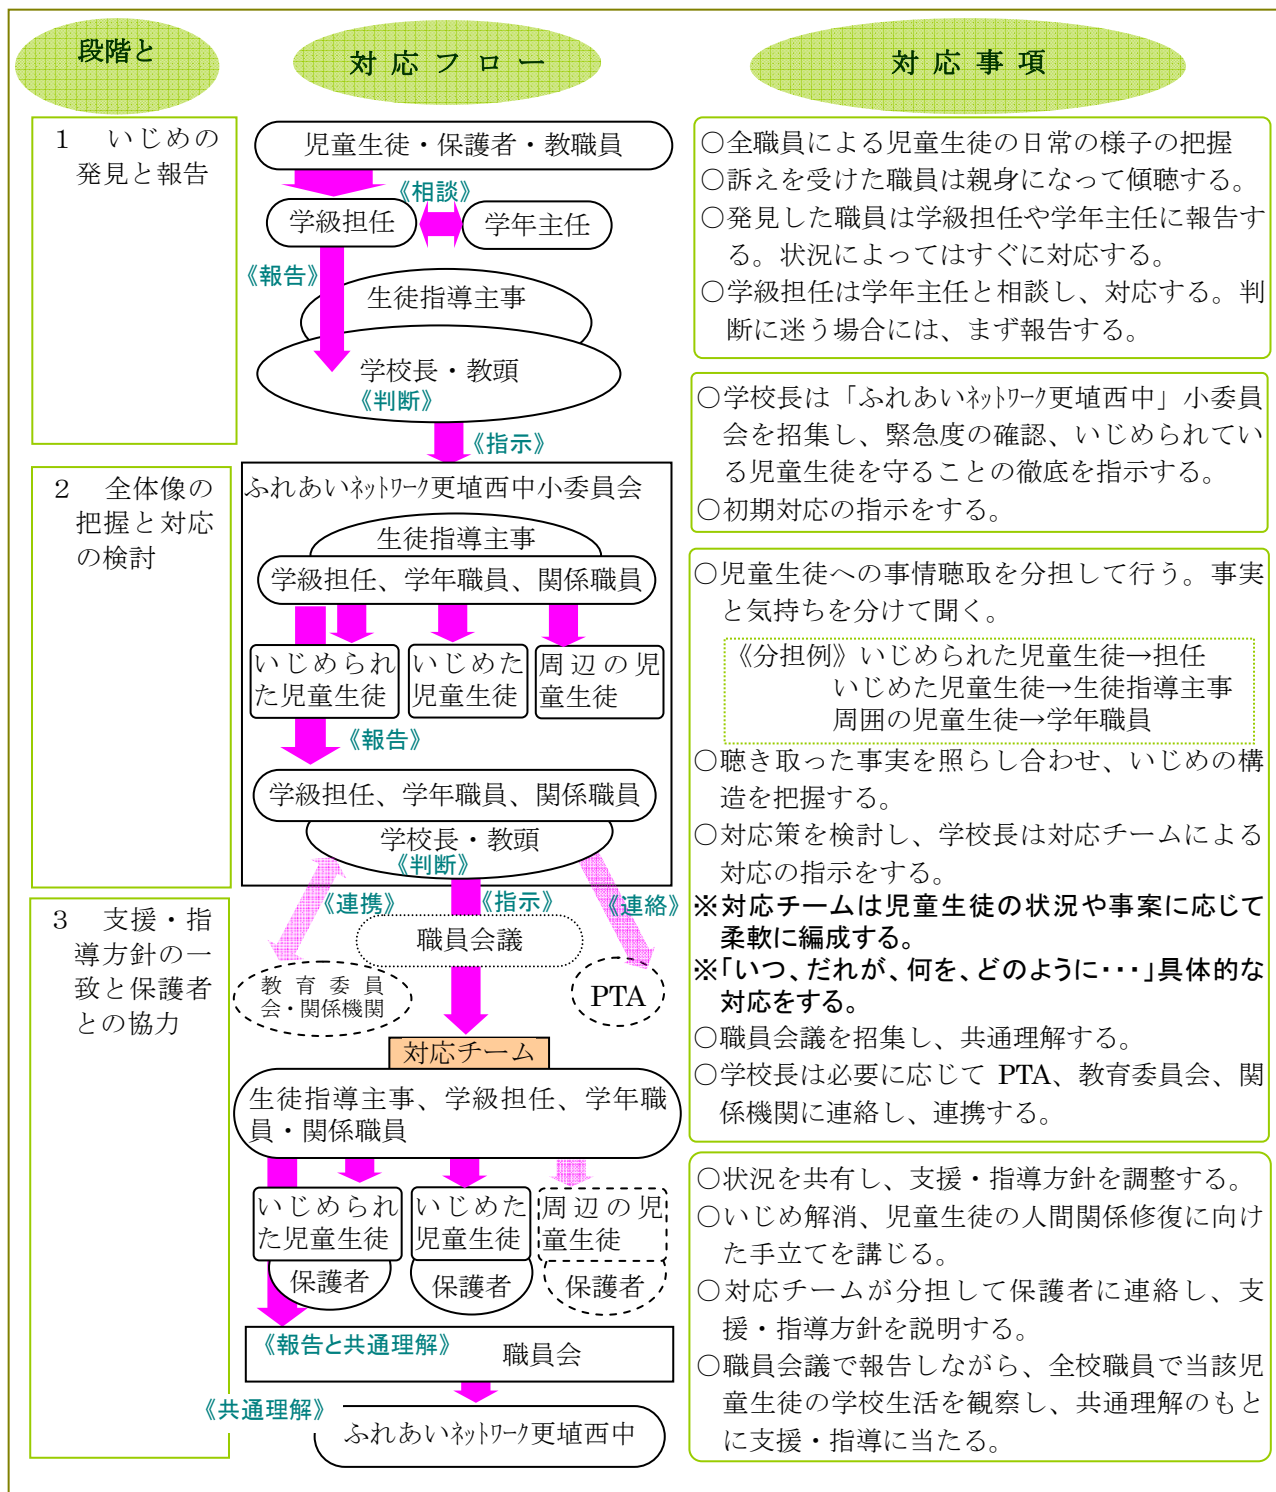 段階と
対応フロー
対応事項
1　いじめの
発見と報告
児童生徒・保護者・教職員
《相談》
学級担任
学年主任
《報告》
生徒指導主事
学校長・教頭
《判断》
《指示》
○全職員による児童生徒の日常の様子の把握
○訴えを受けた職員は親身になって傾聴する。
○発見した職員は学級担任や学年主任に報告す
る。状況によってはすぐに対応する。
○学級担任は学年主任と相談し、対応する。判
断に迷う場合には、まず報告する。
○学校長は「ふれあいネットワーク更埴西中」小委員
会を招集し、緊急度の確認、いじめられてい
る児童生徒を守ることの徹底を指示する。
○初期対応の指示をする。
2　全体像の
把握と対応
の検討
ふれあいネットワーク更埴西中小委員会
生徒指導主事
学級担任、学年職員、関係職員
いじめられ
た児童生徒
いじめた
児童生徒
周辺の児
童生徒
《報告》
学級担任、学年職員、関係職員
学校長・教頭
《判断》
○児童生徒への事情聴取を分担して行う。事実
と気持ちを分けて聞く。
《分担例》いじめられた児童生徒→担任
いじめた児童生徒→生徒指導主事
周囲の児童生徒→学年職員
○聴き取った事実を照らし合わせ、いじめの構
造を把握する。
○対応策を検討し、学校長は対応チームによる
対応の指示をする。
※対応チームは児童生徒の状況や事案に応じて
柔軟に編成する。
※「いつ、だれが、何を、どのように・・・」具体的な
対応をする。
○職員会議を招集し、共通理解する。
○学校長は必要に応じて PTA、教育委員会、関
係機関に連絡し、連携する。
3　支援・指
導方針の一
致と保護者
との協力
《連携》
《指示》
《連絡》
職員会議
教育委員
会・関係機関
PTA
対応チーム
生徒指導主事、学級担任、学年職
員・関係職員
いじめられ
た児童生徒
いじめた
児童生徒
周辺の児
童生徒
保護者
保護者
保護者
《報告と共通理解》
職員会
《共通理解》
ふれあいネットワーク更埴西中
○状況を共有し、支援・指導方針を調整する。
○いじめ解消、児童生徒の人間関係修復に向け
た手立てを講じる。
○対応チームが分担して保護者に連絡し、支
援・指導方針を説明する。
○職員会議で報告しながら、全校職員で当該児
童生徒の学校生活を観察し、共通理解のもと
に支援・指導に当たる。